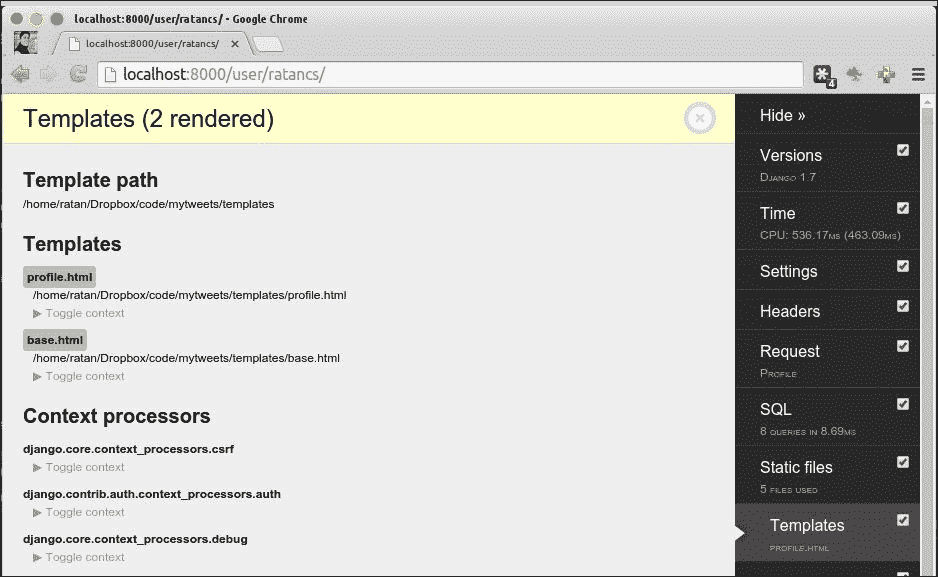 localhost:8000/user/ratancs/ - Google Chrome
localhost:8000/user/ratancs/ ×
localhost:8000/user/ratancs/
4
Templates (2 rendered)
Template path
/home/ratan/Dropbox/code/mytweets/templates
Templates
profile.html
/home/ratan/Dropbox/code/mytweets/templates/profile.html
Toggle context
base.html
/home/ratan/Dropbox/code/mytweets/templates/base.html
Toggle context
Context processors
django.core.context_processors.csrf
Toggle context
django.contrib.auth.context_processors.auth
Toggle context
django.core.context_processors.debug
Toggle context
Hide »
Versions
Django 1.7
Time
CPU: 536.17ms (463.09ms)
Settings
Headers
Request
Profile
SQL
8 queries in 8.69ms
Static files
5 files used
Templates
profile.html